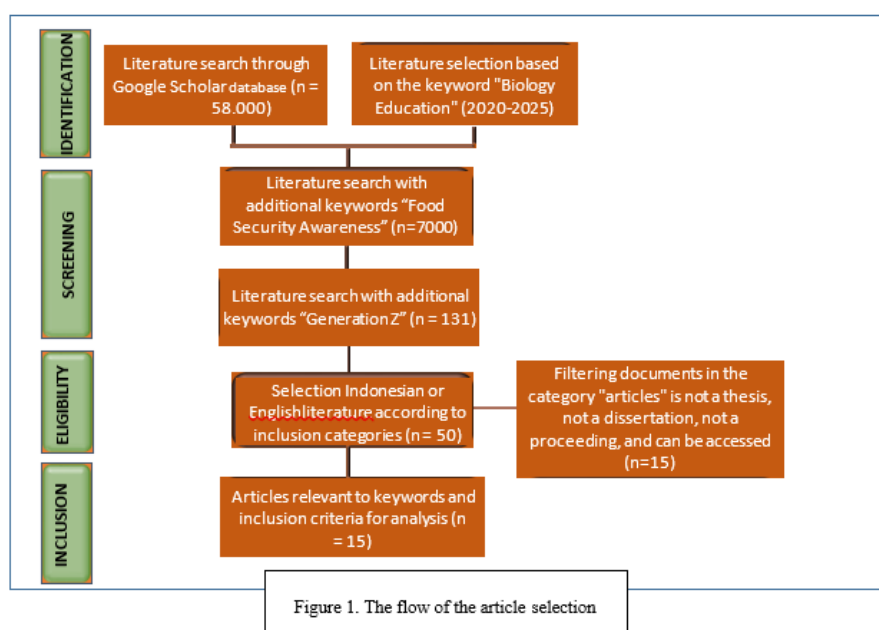 IDENTIFICATION
Literature search through
Google Scholar database (n =
58.000)
Literature selection based
on the keyword "Biology
Education" (2020-2025)
SCREENING
Literature search with
additional keywords “Food
Security Awareness” (n=7000)
Literature search with additional
keywords “Generation Z” (n = 131)
ELIGIBILITY
Selection Indonesian or
Englishliterature according to
inclusion categories (n = 50)
Filtering documents in the
category "articles" is not a thesis,
not a dissertation, not a
proceeding, and can be accessed
(n=15)
INCLUSION
Articles relevant to keywords and
inclusion criteria for analysis (n
= 15)
Figure 1. The flow of the article selection